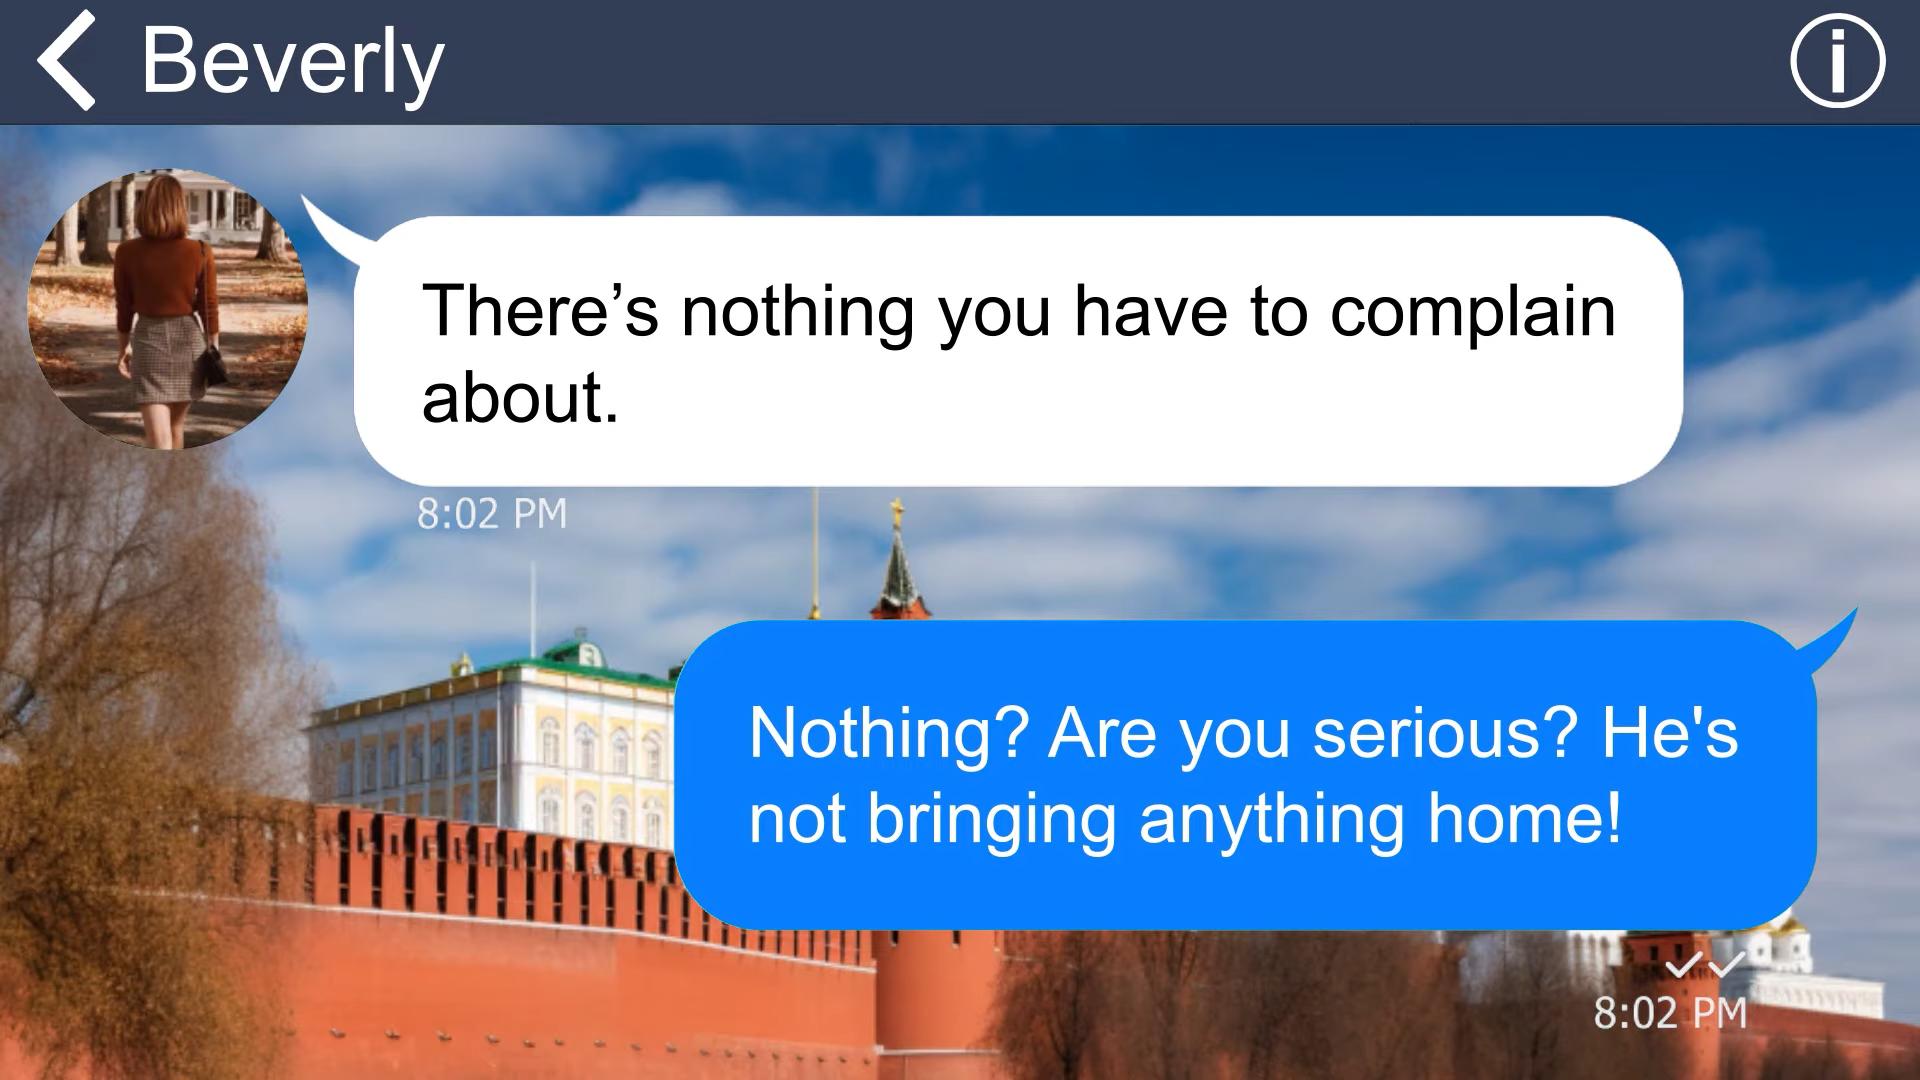 Beverly
There’s nothing you have to complain
about.
8:02 PM
Nothing? Are you serious? He's
not bringing anything home!
8:02 PM